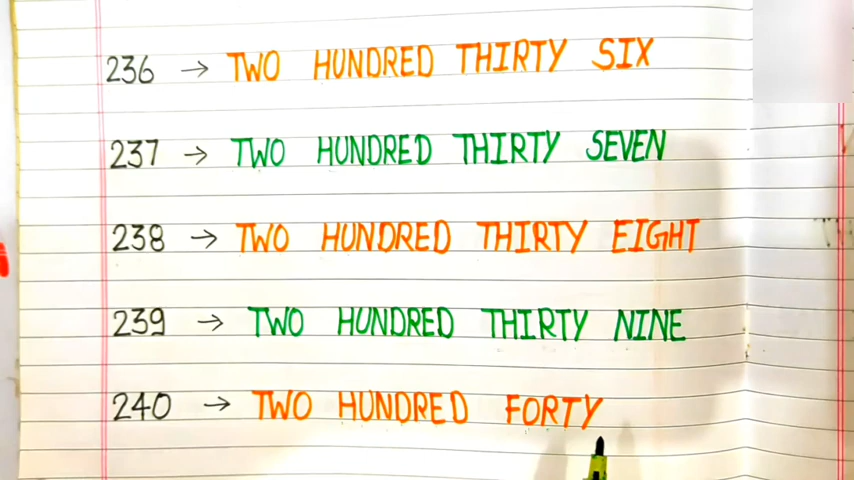 236 → TWO HUNDRED THIRTY SIX
237 → TWO HUNDRED THIRTY SEVEN
238 → TWO HUNDRED THIRTY EIGHT
239 → TWO HUNDRED THIRTY NINE
240 → TWO HUNDRED FORTY